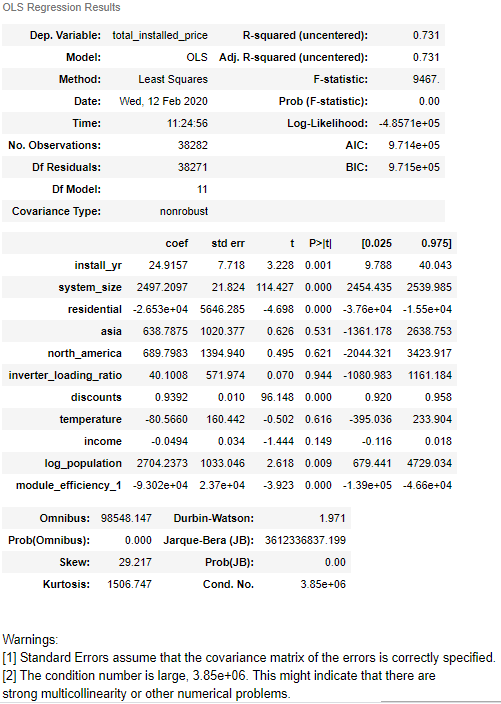 OLS Regression Results
Dep. Variable: total_installed_price R-squared (uncentered): 0.731
Model: OLS Adj. R-squared (uncentered): 0.731
Method: Least Squares F-statistic: 9467.
Date: Wed, 12 Feb 2020 Prob (F-statistic): 0.00
Time: 11:24:56 Log-Likelihood: -4.8571e+05
No. Observations: 38282 AIC: 9.714e+05
Df Residuals: 38271 BIC: 9.715e+05
Df Model: 11
Covariance Type: nonrobust
coef std err t P>|t| [0.025 0.975]
install_yr 24.9157 7.718 3.228 0.001 9.788 40.043
system_size 2497.2097 21.824 114.427 0.000 2454.435 2539.985
residential -2.653e+04 5646.285 -4.698 0.000 -3.76e+04 -1.55e+04
asia 638.7875 1020.377 0.626 0.531 -1361.178 2638.753
north_america 689.7983 1394.940 0.495 0.621 -2044.321 3423.917
inverter_loading_ratio 40.1008 571.974 0.070 0.944 -1080.983 1161.184
discounts 0.9392 0.010 96.148 0.000 0.920 0.958
temperature -80.5660 160.442 -0.502 0.616 -395.036 233.904
income -0.0494 0.034 -1.444 0.149 -0.116 0.018
log_population 2704.2373 1033.046 2.618 0.009 679.441 4729.034
module_efficiency_1 -9.302e+04 2.37e+04 -3.923 0.000 -1.39e+05 -4.66e+04
Omnibus: 98548.147 Durbin-Watson: 1.971
Prob(Omnibus): 0.000 Jarque-Bera (JB): 3612336837.199
Skew: 29.217 Prob(JB): 0.00
Kurtosis: 1506.747 Cond. No. 3.85e+06
Warnings:
[1] Standard Errors assume that the covariance matrix of the errors is correctly specified.
[2] The condition number is large, 3.85e+06. This might indicate that there are
strong multicollinearity or other numerical problems.